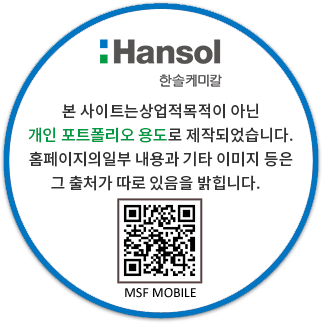 Hansol
한솔케미칼
본 사이트는상업적목적이 아닌
개인 포트폴리오 용도로 제작되었습니다.
홈페이지의일부 내용과 기타 이미지 등은
그 출처가 따로 있음을 밝힙니다.
MSF MOBILE